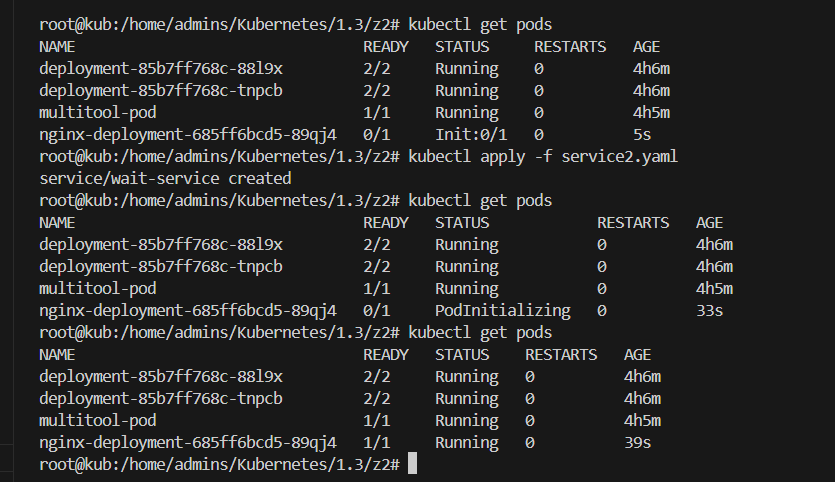 root@kub:/home/admins/Kubernetes/1.3/z2# kubectl get pods
NAME READY STATUS RESTARTS AGE
deployment-85b7ff768c-88l9x 2/2 Running 0 4h6m
deployment-85b7ff768c-tnpcb 2/2 Running 0 4h6m
multitool-pod 1/1 Running 0 4h5m
nginx-deployment-685ff6bcd5-89qj4 0/1 Init:0/1 0 5s
root@kub:/home/admins/Kubernetes/1.3/z2# kubectl apply -f service2.yaml
service/wait-service created
root@kub:/home/admins/Kubernetes/1.3/z2# kubectl get pods
NAME READY STATUS RESTARTS AGE
deployment-85b7ff768c-88l9x 2/2 Running 0 4h6m
deployment-85b7ff768c-tnpcb 2/2 Running 0 4h6m
multitool-pod 1/1 Running 0 4h5m
nginx-deployment-685ff6bcd5-89qj4 0/1 PodInitializing 0 33s
root@kub:/home/admins/Kubernetes/1.3/z2# kubectl get pods
NAME READY STATUS RESTARTS AGE
deployment-85b7ff768c-88l9x 2/2 Running 0 4h6m
deployment-85b7ff768c-tnpcb 2/2 Running 0 4h6m
multitool-pod 1/1 Running 0 4h5m
nginx-deployment-685ff6bcd5-89qj4 1/1 Running 0 39s
root@kub:/home/admins/Kubernetes/1.3/z2#